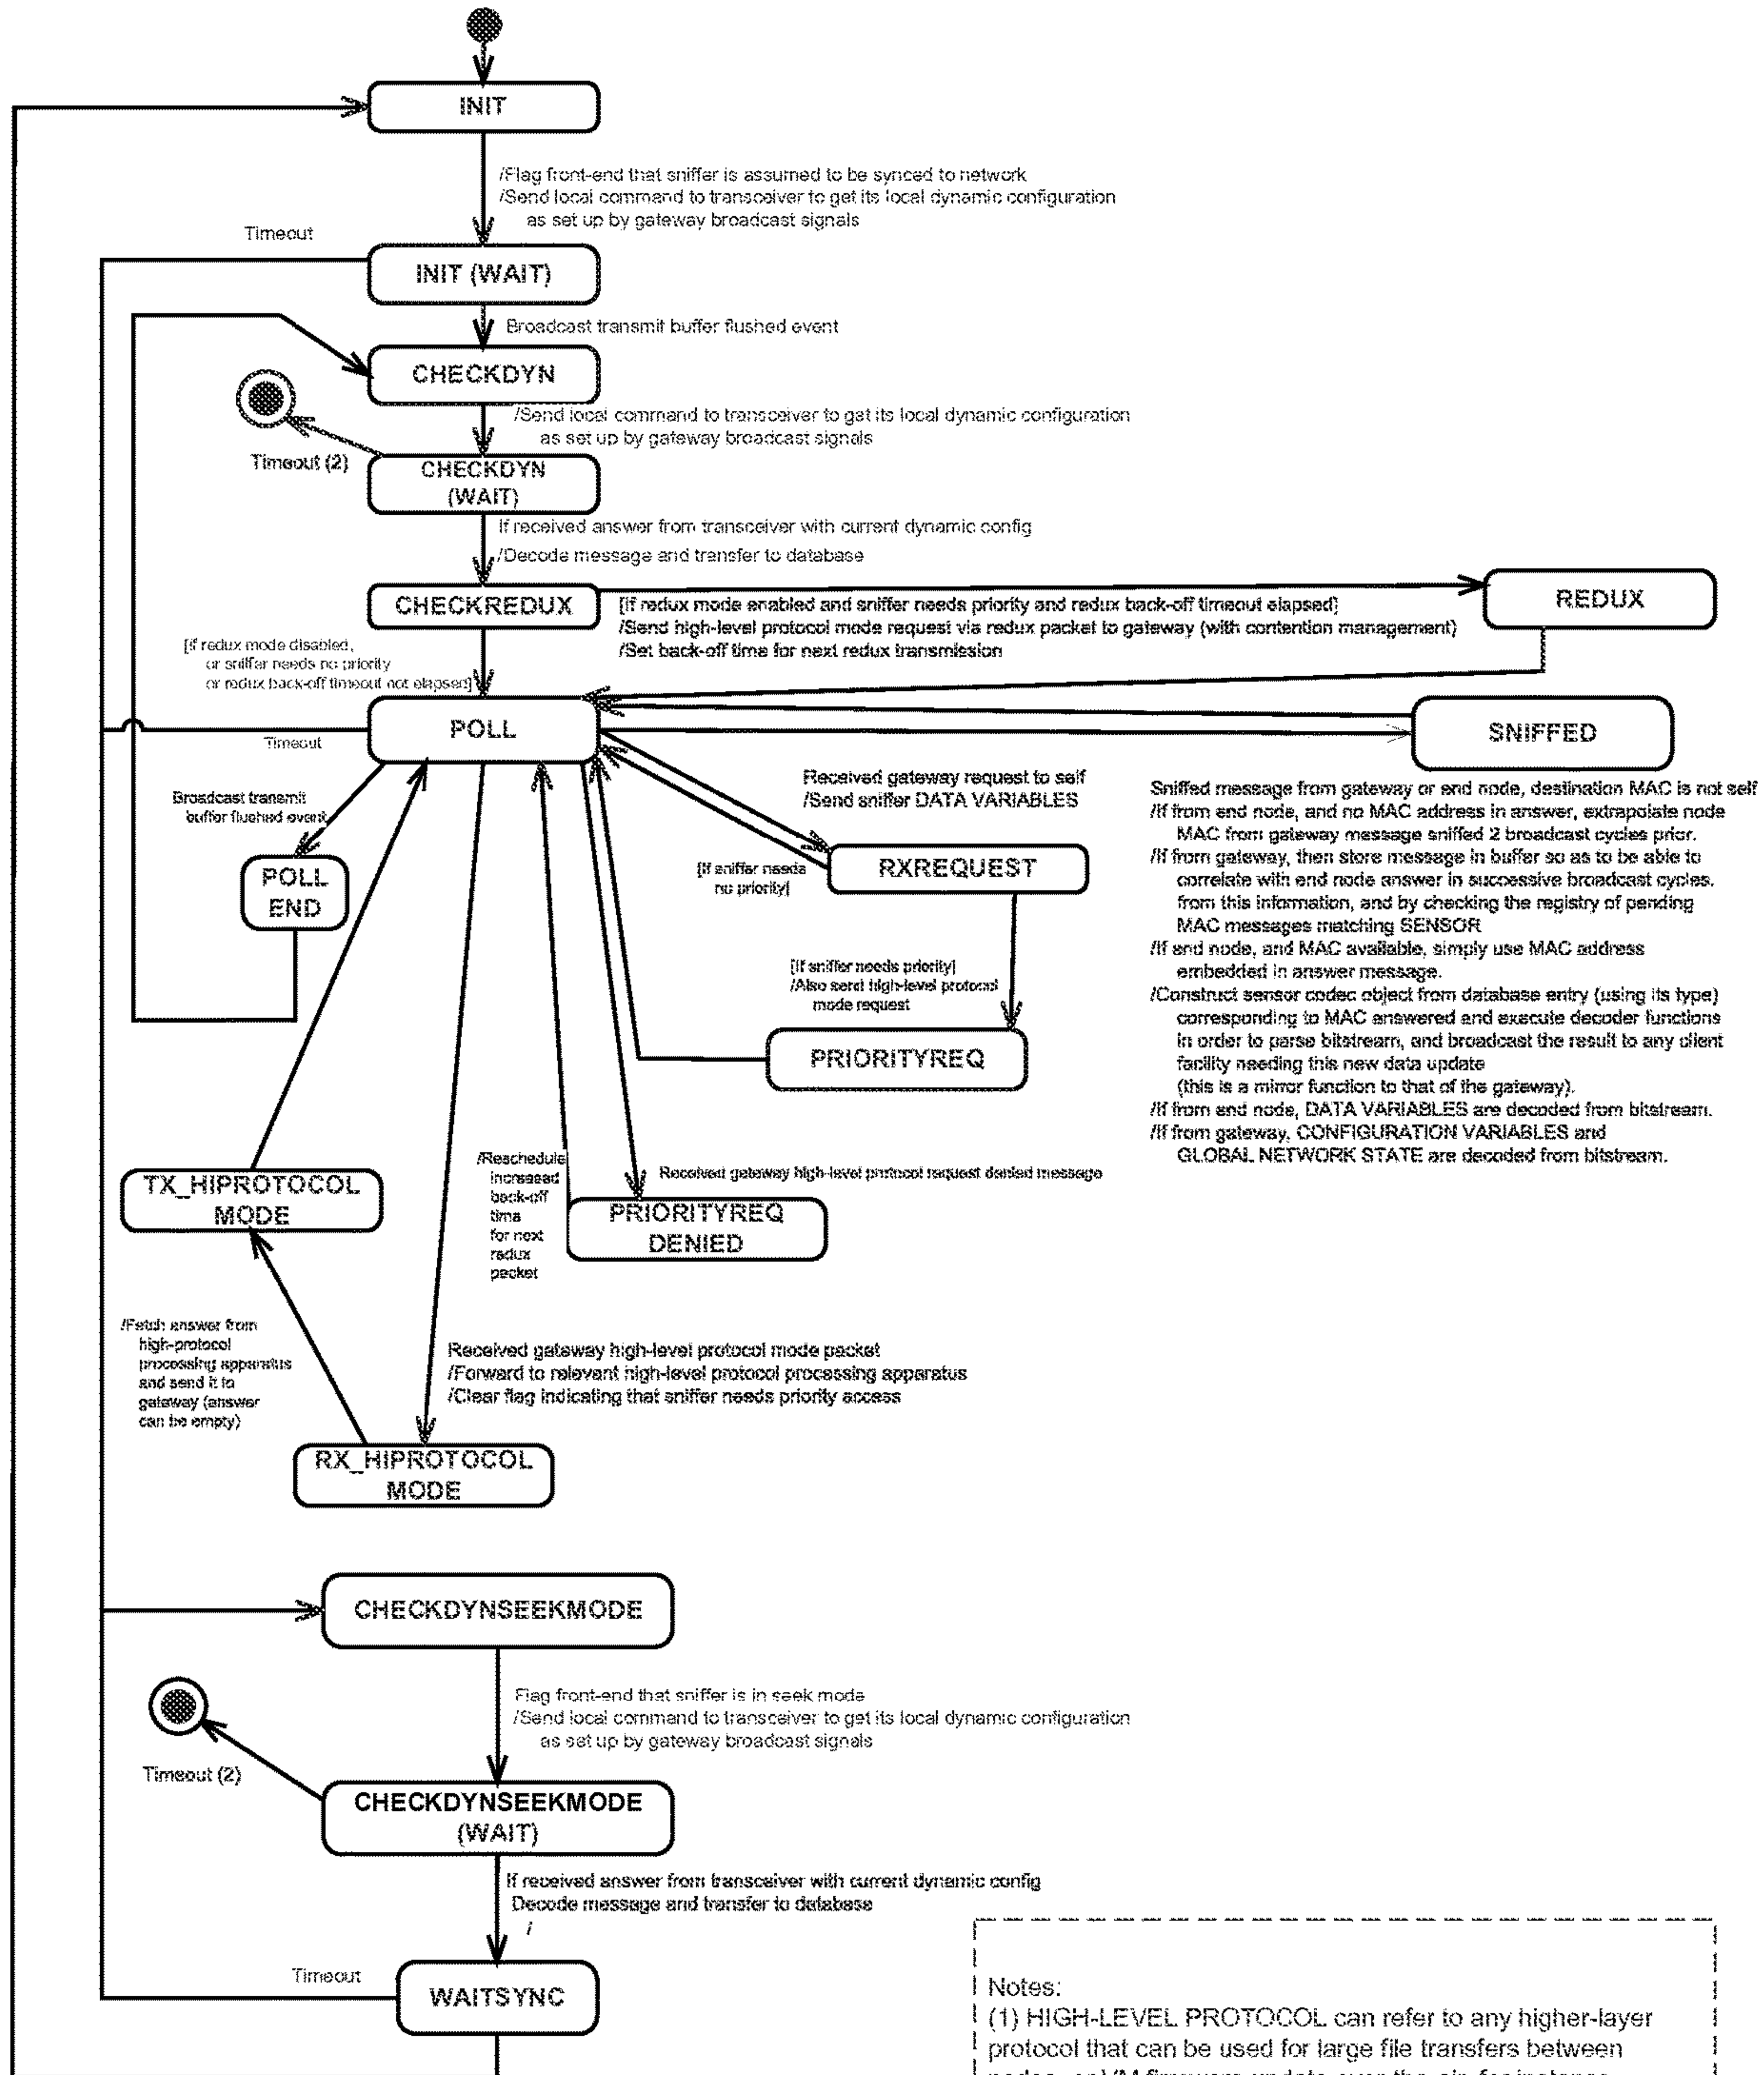 INIT
/Flag front-end that sniffer is assumed to be synced to network
/Send local command to transceiver to get its local dynamic configuration
as set up by gateway broadcast signals
Timeout
INIT (WAIT)
Broadcast transmit buffer flushed event
CHECKDYN
/Send local command to transceiver to get its local dynamic configuration
as set up by gateway broadcast signals
Timeout (2)
CHECKDYN
(WAIT)
If received answer from transceiver with current dynamic config
/Decode message and transfer to database
CHECKREDUX
[If redux mode enabled and sniffer needs priority and redux back-off timeout elapsed]
/Send high-level protocol mode request via redux packet to gateway (with contention management)
/Set back-off time for next redux transmission
REDUX
[If redux mode disabled,
or sniffer needs no priority
or redux back-off timeout not elapsed]
POLL
Timeout
SNIFFED
Broadcast transmit
buffer flushed event
POLL
END
Received gateway request to self
/Send sniffer DATA VARIABLES
[If sniffer needs
no priority]
RXREQUEST
[If sniffer needs priority]
/Also send high-level protocol
mode request
PRIORITYREQ
Sniffed message from gateway or end node, destination MAC is not self
/If from end node, and no MAC address in answer, extrapolate node
MAC from gateway message sniffed 2 broadcast cycles prior.
/If from gateway, then store message in buffer so as to be able to
correlate with end node answer in successive broadcast cycles.
from this information, and by checking the registry of pending
MAC messages matching SENSOR
/If end node, and MAC available, simply use MAC address
embedded in answer message.
/Construct sensor codec object from database entry (using its type)
corresponding to MAC answered and execute decoder functions
in order to parse bitstream, and broadcast the result to any client
facility needing this new data update
(this is a mirror function to that of the gateway).
/If from end node, DATA VARIABLES are decoded from bitstream.
/If from gateway, CONFIGURATION VARIABLES and
GLOBAL NETWORK STATE are decoded from bitstream.
TX_HIPROTOCOL
MODE
/Reschedule
increased
back-off
time
for next
redux
packet
Received gateway high-level protocol request denied message
PRIORITYREQ
DENIED
/Fetch answer from
high-protocol
processing apparatus
and send it to
gateway (answer
can be empty)
Received gateway high-level protocol mode packet
/Forward to relevant high-level protocol processing apparatus
/Clear flag indicating that sniffer needs priority access
RX_HIPROTOCOL
MODE
CHECKDYNSEEKMODE
Flag front-end that sniffer is in seek mode
/Send local command to transceiver to get its local dynamic configuration
as set up by gateway broadcast signals
Timeout (2)
CHECKDYNSEEKMODE
(WAIT)
If received answer from transceiver with current dynamic config
Decode message and transfer to database
/
Timeout
WAITSYNC
Notes:
(1) HIGH-LEVEL PROTOCOL can refer to any higher-layer
protocol that can be used for large file transfers between